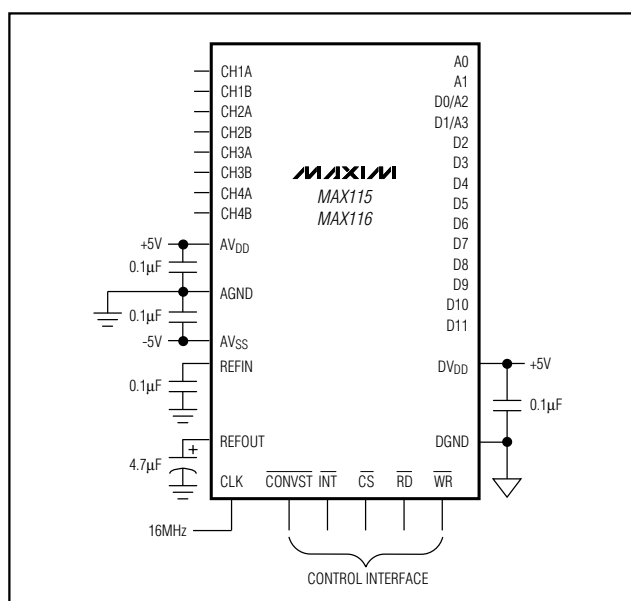 CH1A
CH1B
CH2A
CH2B
CH3A
CH3B
CH4A
CH4B
+5V
AVDD
0.1µF
AGND
0.1µF
-5V
AVSS
REFIN
0.1µF
REFOUT
+
4.7µF
CLK
16MHz
MAXIM
MAX115
MAX116
A0
A1
D0/A2
D1/A3
D2
D3
D4
D5
D6
D7
D8
D9
D10
D11
DVDD
+5V
0.1µF
DGND
CONVST INT CS RD WR
CONTROL INTERFACE